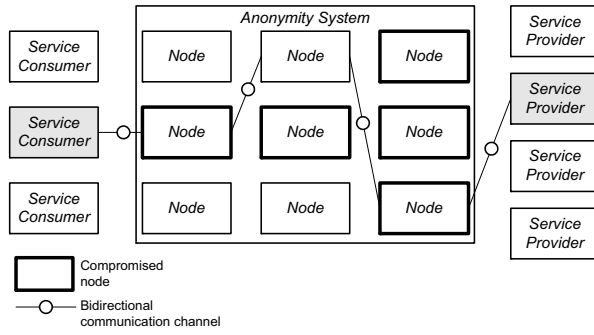 Anonymity System
Service
Consumer
Node
Node
Node
Service
Provider
Service
Consumer
Node
Node
Node
Service
Provider
Service
Consumer
Node
Node
Node
Service
Provider
Service
Provider
Compromised
node
Bidirectional
communication channel